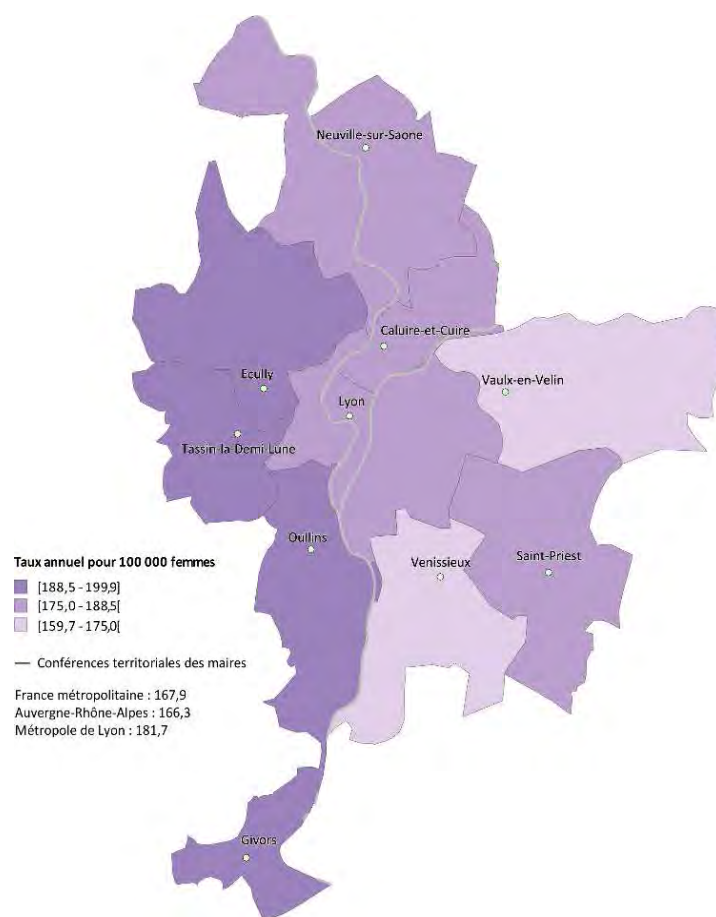 Neuville-sur-Saone
Caluire-et-Cuire
Ecully
Vaulx-en-Velin
Lyon
Tassin-la-Demi-Lune
Oullins
Venissieux
Saint-Priest
Taux annuel pour 100 000 femmes
[188,5 - 199,9]
[175,0 - 188,5[
[159,7 - 175,0[
Conférences territoriales des maires
France métropolitaine : 167,9
Auvergne-Rhône-Alpes : 166,3
Métropole de Lyon : 181,7
Givors